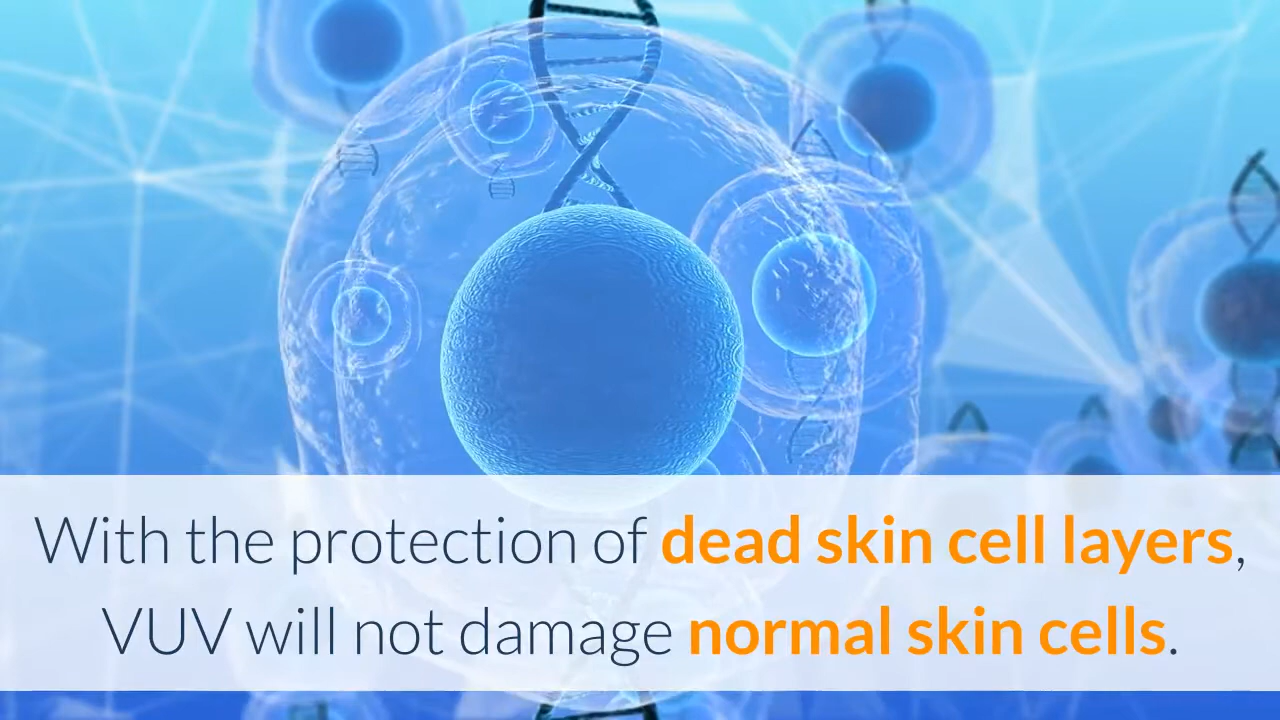 With the protection of dead skin cell layers,
VUV will not damage normal skin cells.